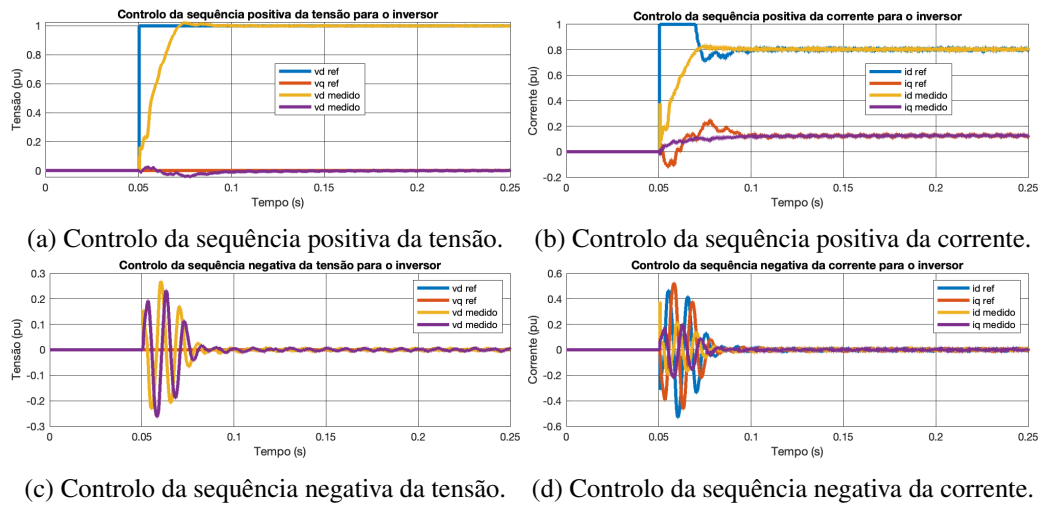 Controlo da sequência positiva da tensão para o inversor
1
0.8
0.6
0.4
0.2
0
Tensão (pu)
vd ref
vq ref
vd medido
vd medido
0
0.05
0.1
0.15
0.2
0.25
Tempo (s)
(a) Controlo da sequência positiva da tensão.
Controlo da sequência positiva da corrente para o inversor
1
0.8
0.6
0.4
0.2
0
-0.2
Corrente (pu)
id ref
iq ref
id medido
iq medido
0
0.05
0.1
0.15
0.2
0.25
Tempo (s)
(b) Controlo da sequência positiva da corrente.
Controlo da sequência negativa da tensão para o inversor
0.3
0.2
0.1
0
-0.1
-0.2
-0.3
Tensão (pu)
vd ref
vq ref
vd medido
vd medido
0
0.05
0.1
0.15
0.2
0.25
Tempo (s)
(c) Controlo da sequência negativa da tensão.
Controlo da sequência negativa da corrente para o inversor
0.6
0.4
0.2
0
-0.2
-0.4
-0.6
Corrente (pu)
id ref
iq ref
id medido
iq medido
0
0.05
0.1
0.15
0.2
0.25
Tempo (s)
(d) Controlo da sequência negativa da corrente.